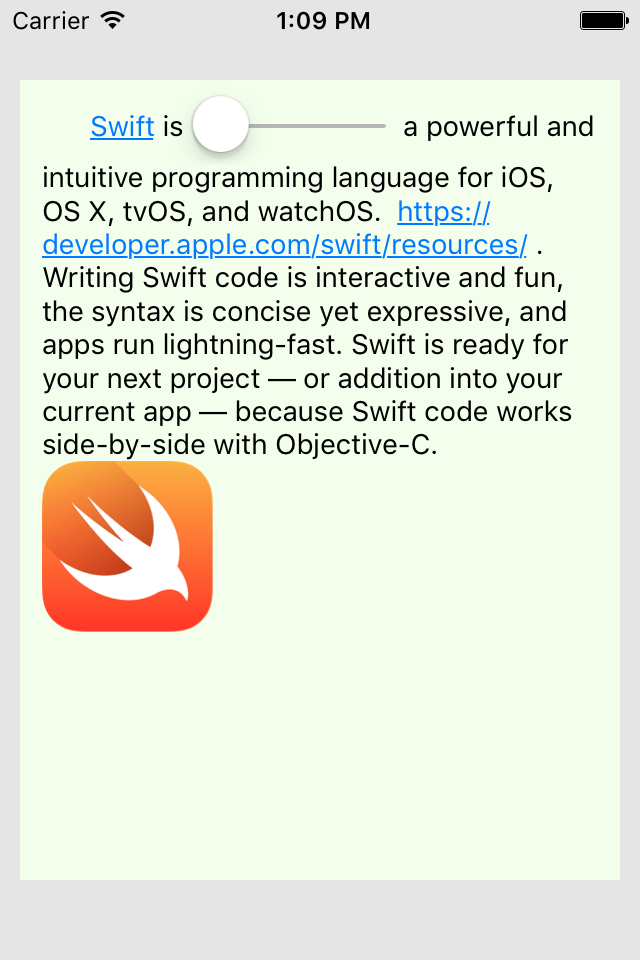 Carrier 1:09 PM
Swift is a powerful and
intuitive programming language for iOS,
OS X, tvOS, and watchOS.  https://
developer.apple.com/swift/resources/ .
Writing Swift code is interactive and fun,
the syntax is concise yet expressive, and
apps run lightning-fast. Swift is ready for
your next project — or addition into your
current app — because Swift code works
side-by-side with Objective-C.